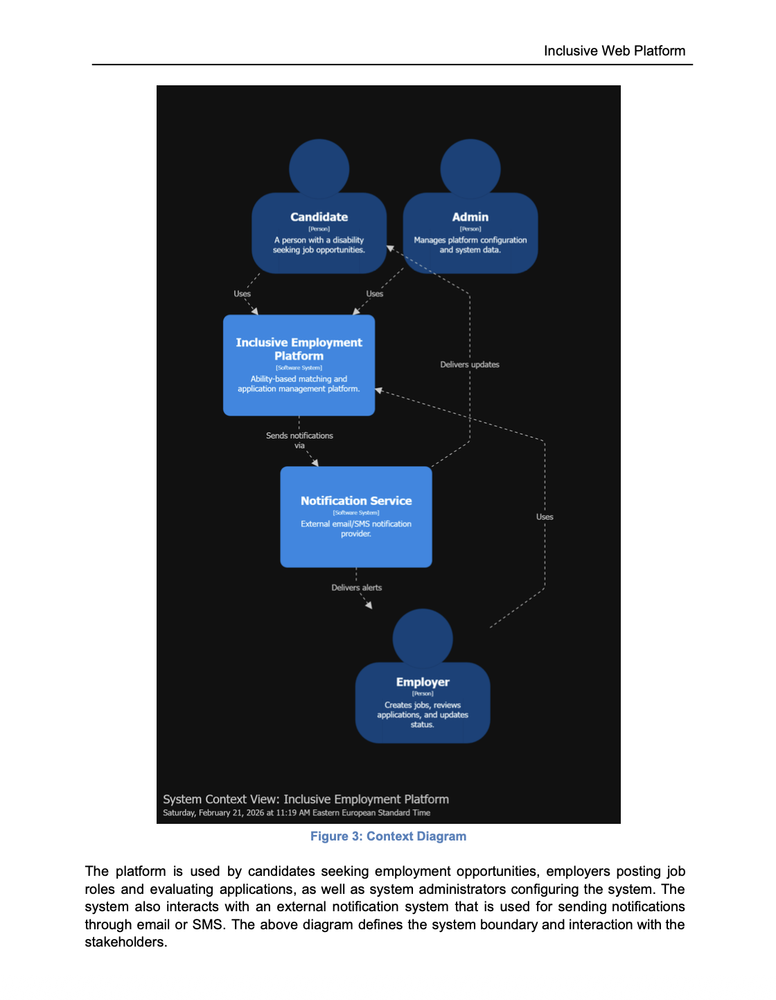 Inclusive Web Platform
Candidate
[Person]
A person with a disability
seeking job opportunities.
Admin
[Person]
Manages platform configuration
and system data.
Uses
Uses
Inclusive Employment
Platform
[Software System]
Ability-based matching and
application management platform.
Delivers updates
Sends notifications
via
Notification Service
[Software System]
External email/SMS notification
provider.
Uses
Delivers alerts
Employer
[Person]
Creates jobs, reviews
applications, and updates
status.
System Context View: Inclusive Employment Platform
Saturday, February 21, 2026 at 11:19 AM Eastern European Standard Time
Figure 3: Context Diagram
The platform is used by candidates seeking employment opportunities, employers posting job
roles and evaluating applications, as well as system administrators configuring the system. The
system also interacts with an external notification system that is used for sending notifications
through email or SMS. The above diagram defines the system boundary and interaction with the
stakeholders.